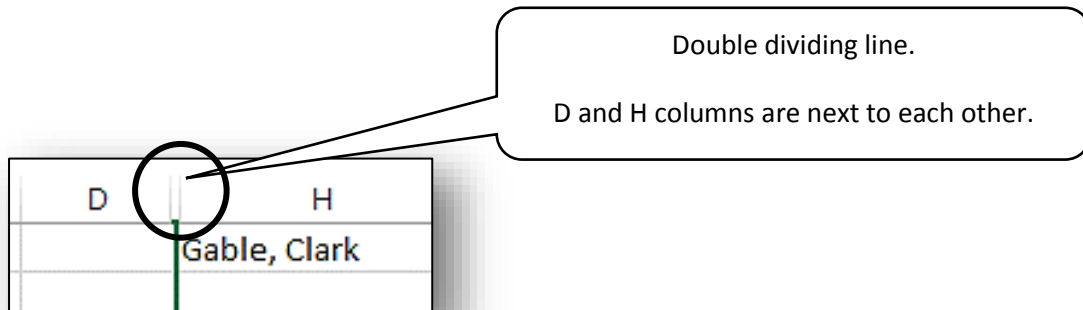 Double dividing line.
D and H columns are next to each other.
D H
Gable, Clark